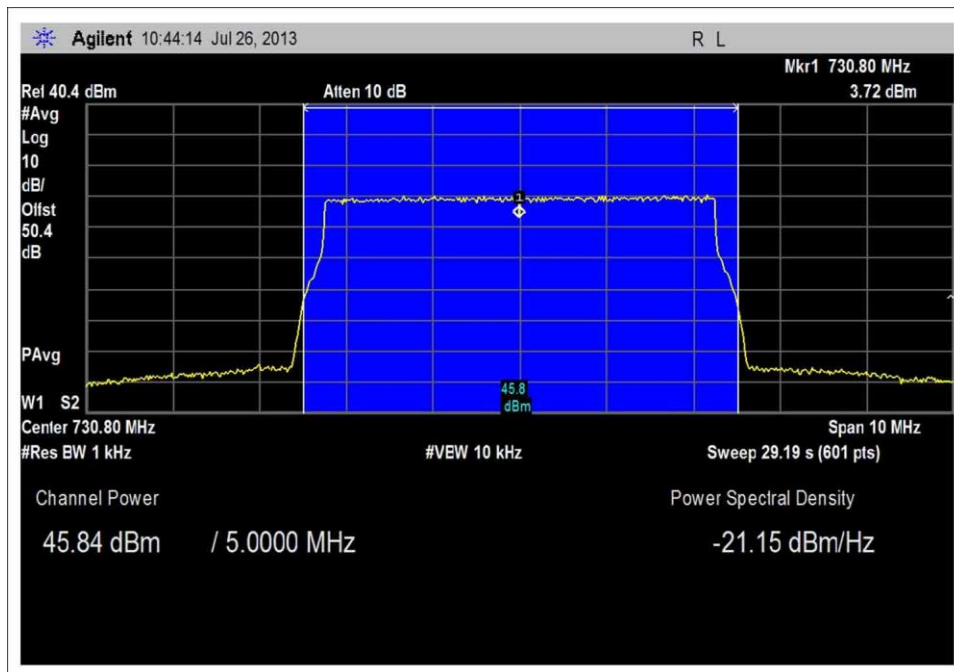 Agilent 10:44:14 Jul 26, 2013 R L
Mkr1 730.80 MHz
Ref 40.4 dBm Atten 10 dB 3.72 dBm
#Avg
Log
10
dB/
Offst
50.4
dB
1
PAvg
45.8
dBm
W1 S2
Center 730.80 MHz Span 10 MHz
#Res BW 1 kHz #VBW 10 kHz Sweep 29.19 s (601 pts)
Channel Power Power Spectral Density
45.84 dBm / 5.0000 MHz -21.15 dBm/Hz